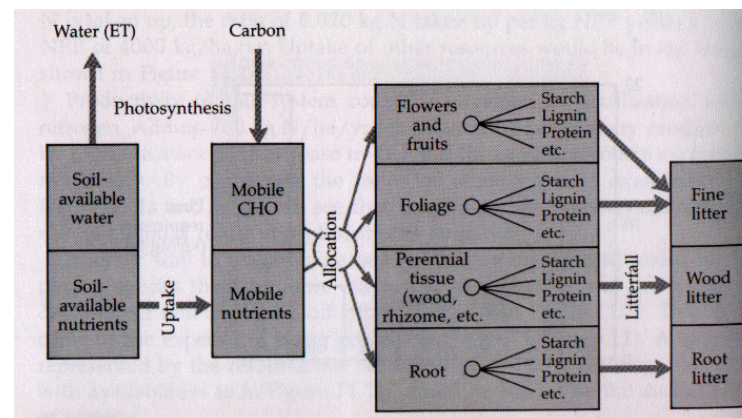 Water (ET)
Carbon
Photosynthesis
Soil-
available
water
Soil-
available
nutrients
Uptake
Mobile
CHO
Mobile
nutrients
Allocation
Flowers
and
fruits
Starch
Lignin
Protein
etc.
Foliage
Starch
Lignin
Protein
etc.
Perennial
tissue
(wood,
rhizome, etc.
Starch
Lignin
Protein
etc.
Root
Starch
Lignin
Protein
etc.
Litterfall
Fine
litter
Wood
litter
Root
litter